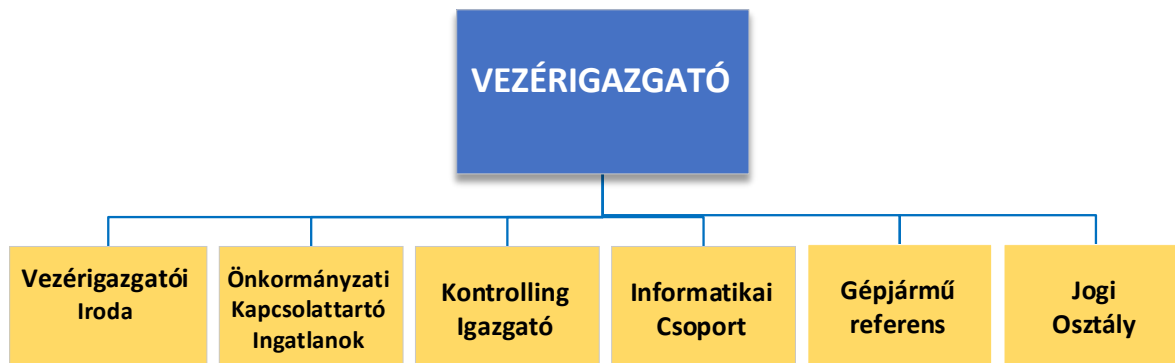 VEZÉRIGAZGATÓ
Vezérigazgatói
Iroda
Önkormányzati
Kapcsolattartó
Ingatlanok
Kontrolling
Igazgató
Informatikai
Csoport
Gépjármű
referens
Jogi
Osztály